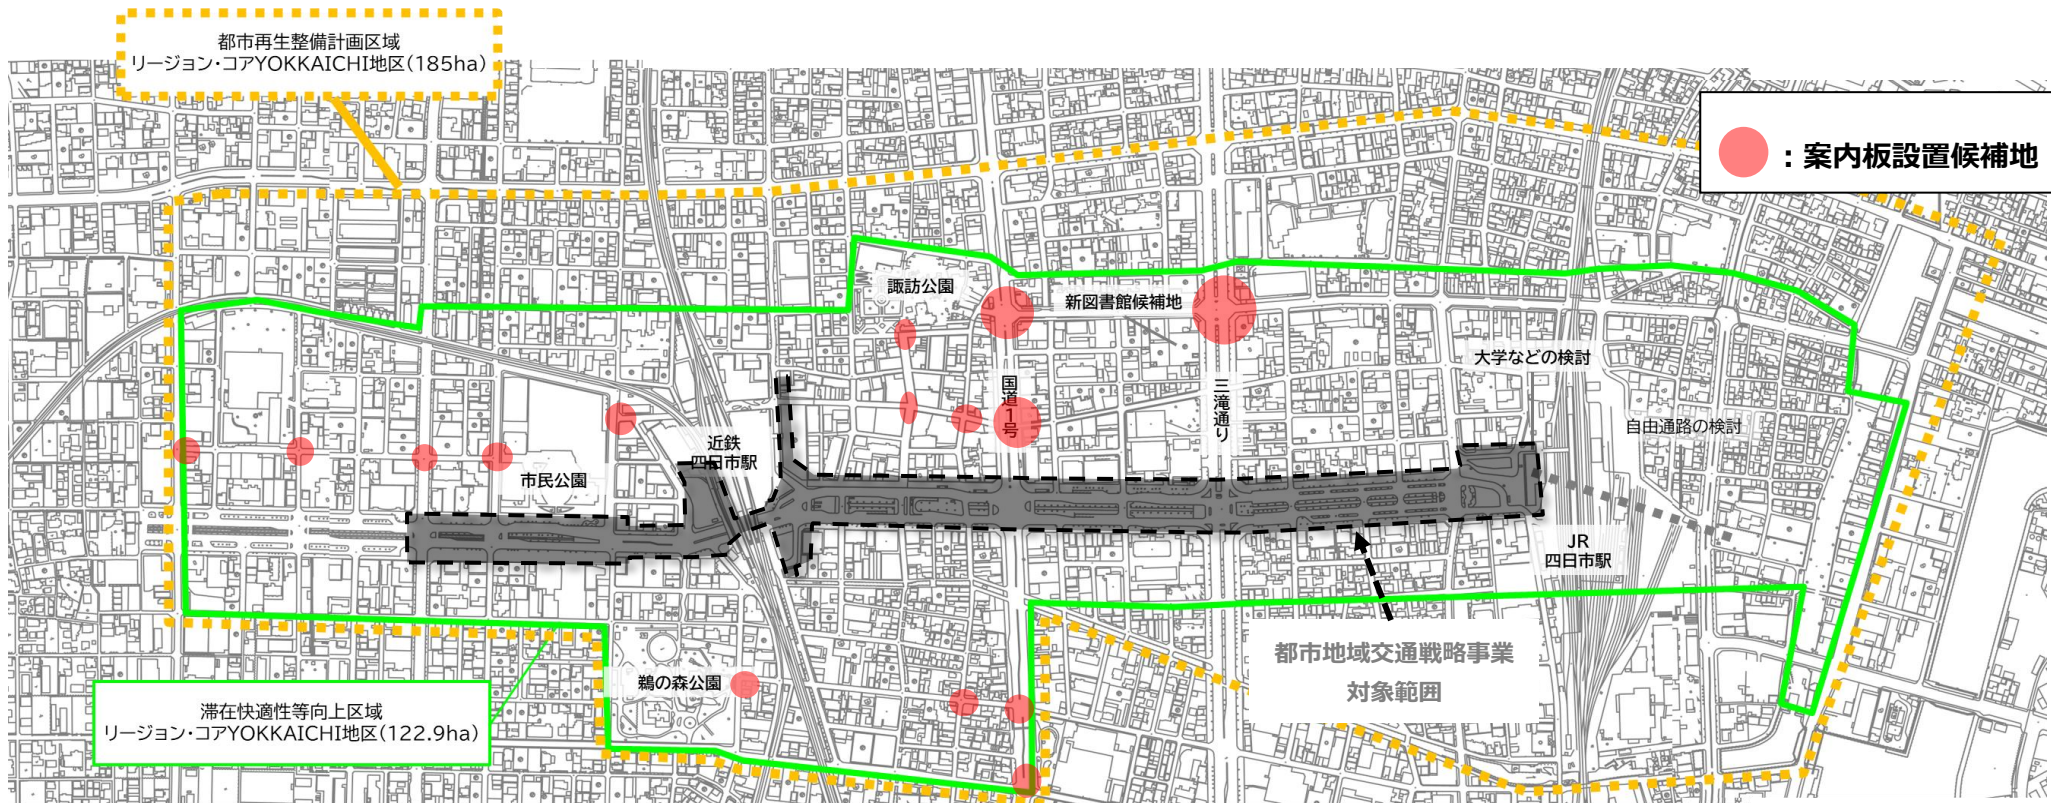 都市再生整備計画区域
リージョン・コアYOKKAICHI地区(185ha)
：案内板設置候補地
諏訪公園
新図書館候補地
大学などの検討
国道1号
三滝通り
自由通路の検討
近鉄
四日市駅
市民公園
JR
四日市駅
都市地域交通戦略事業
対象範囲
鵜の森公園
滞在快適性等向上区域
リージョン・コアYOKKAICHI地区(122.9ha)